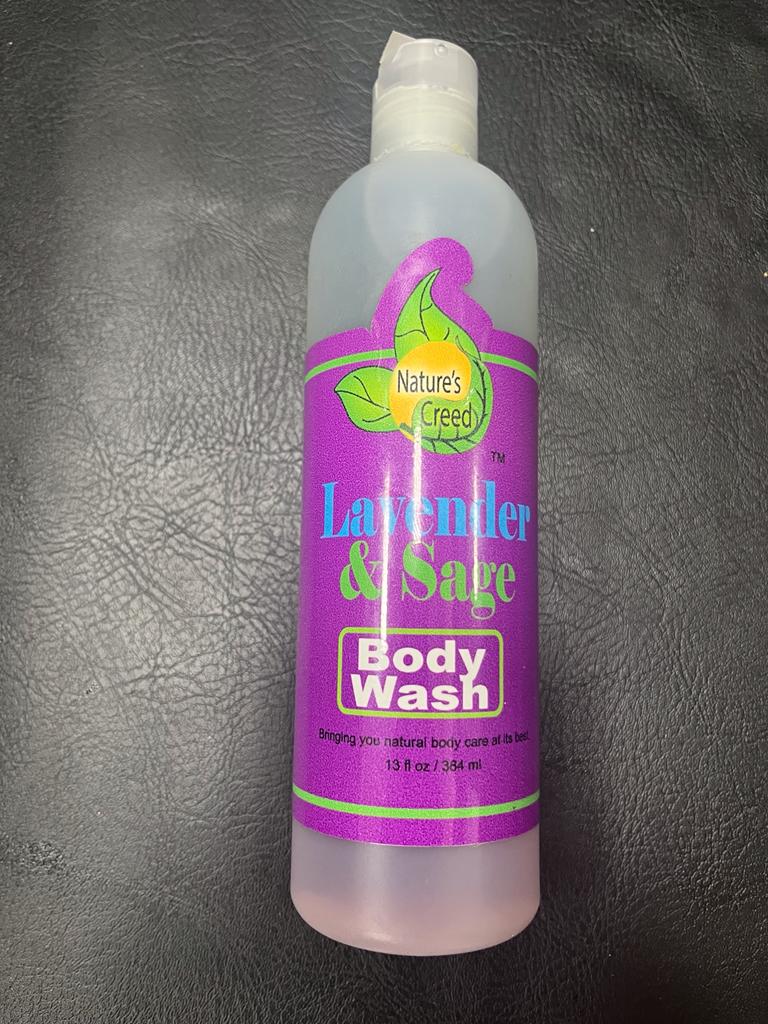 Nature's
Creed
TM
Lavender
& Sage
Body
Wash
Bringing you natural body care at its best.
13 fl oz / 384 ml